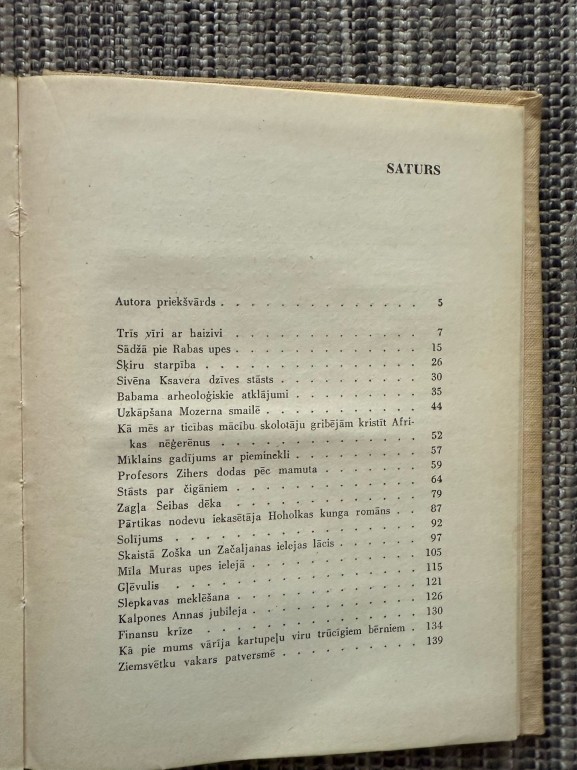 SATURS
Autora priekšvārds . . . . . . . . . . . . . 5
Trīs vīri ar haizivi . . . . . . . . . . . . . 7
Sādžā pie Rabas upes . . . . . . . . . . . . . 15
Šķiru starpība . . . . . . . . . . . . . 26
Sivēna Ksavera dzīves stāsts . . . . . . . . . . 30
Babama arheoloģiskie atklājumi . . . . . . . . . 35
Uzkāpšana Mozerna smailē . . . . . . . . . . 44
Kā mēs ar ticības mācību skolotāju gribējām kristīt Afri-
kas nēģerēnus . . . . . . . . . . . . . 52
Mīklains gadījums ar pieminekli . . . . . . . . . 57
Profesors Zihers dodas pēc mamuta . . . . . . . . 59
Stāsts par čigāniem . . . . . . . . . . . . 64
Zagļa Šeibas dēka . . . . . . . . . . . . 79
Pārtikas nodevu iekasētāja Hoholkas kunga romāns . . 87
Solījums . . . . . . . . . . . . . 92
Skaistā Zoška un Začaljanas ielejas lācis . . . . . . 97
Mīla Muras upes ielejā . . . . . . . . . . . 105
Gļēvulis . . . . . . . . . . . . . 115
Slepkavas meklēšana . . . . . . . . . . . . 121
Kalpones Annas jubileja . . . . . . . . . . . 126
Finansu krīze . . . . . . . . . . . . . 130
Kā pie mums vārīja kartupeļu viru trūcīgiem bērniem . 134
Ziemsvētku vakars patversmē . . . . . . . . . 139